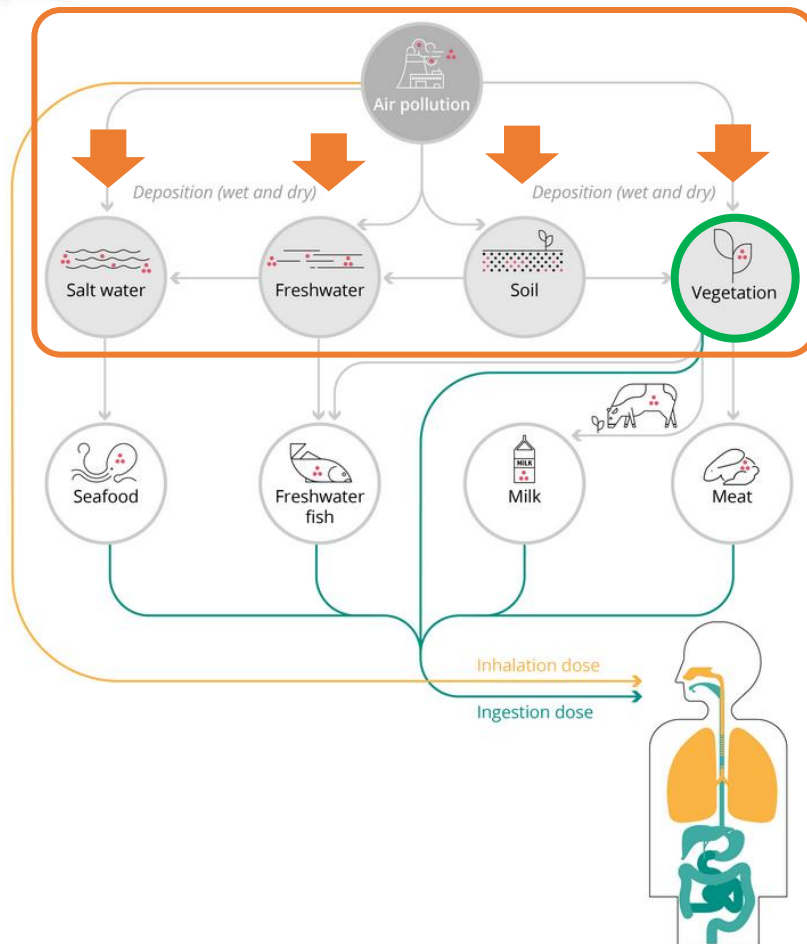 Air pollution
Deposition (wet and dry)
Deposition (wet and dry)
Salt water
Freshwater
Soil
Vegetation
Seafood
Freshwater
fish
MILK
Milk
Meat
Inhalation dose
Ingestion dose